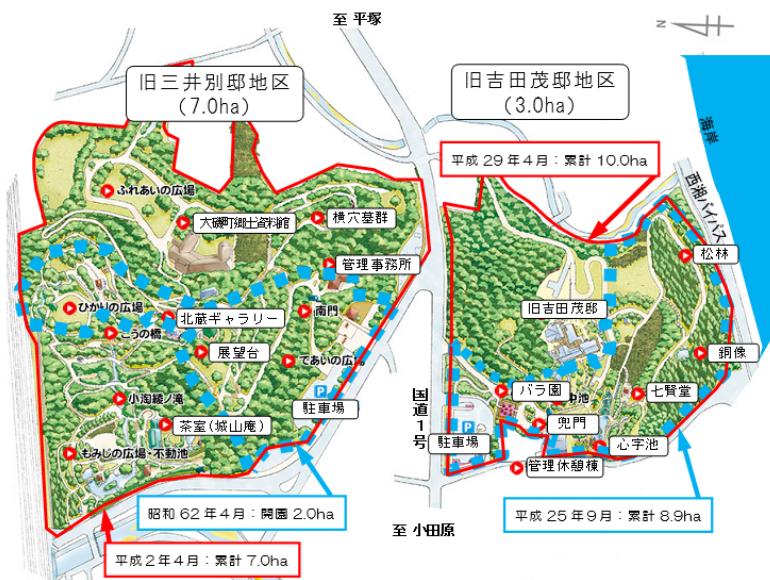 至 平塚
N
旧三井別邸地区
(7.0ha)
旧吉田茂邸地区
(3.0ha)
海岸
平成 29 年 4 月：累計 10.0ha
西湘バイパス
ふれあいの広場
大磯町郷土資料館
横穴墓群
松林
管理事務所
ひかりの広場
北蔵ギャラリー
南門
旧吉田茂邸
こうの橋
展望台
であいの広場
銅像
小淘綾ノ滝
P
駐車場
国道1号
バラ園
中池
七賢堂
茶室(城山庵)
P
駐車場
兜門
心字池
もみじの広場・不動池
管理休憩棟
昭和 62 年 4 月：開園 2.0ha
平成 25 年 9 月：累計 8.9ha
至 小田原
平成 2 年 4 月：累計 7.0ha